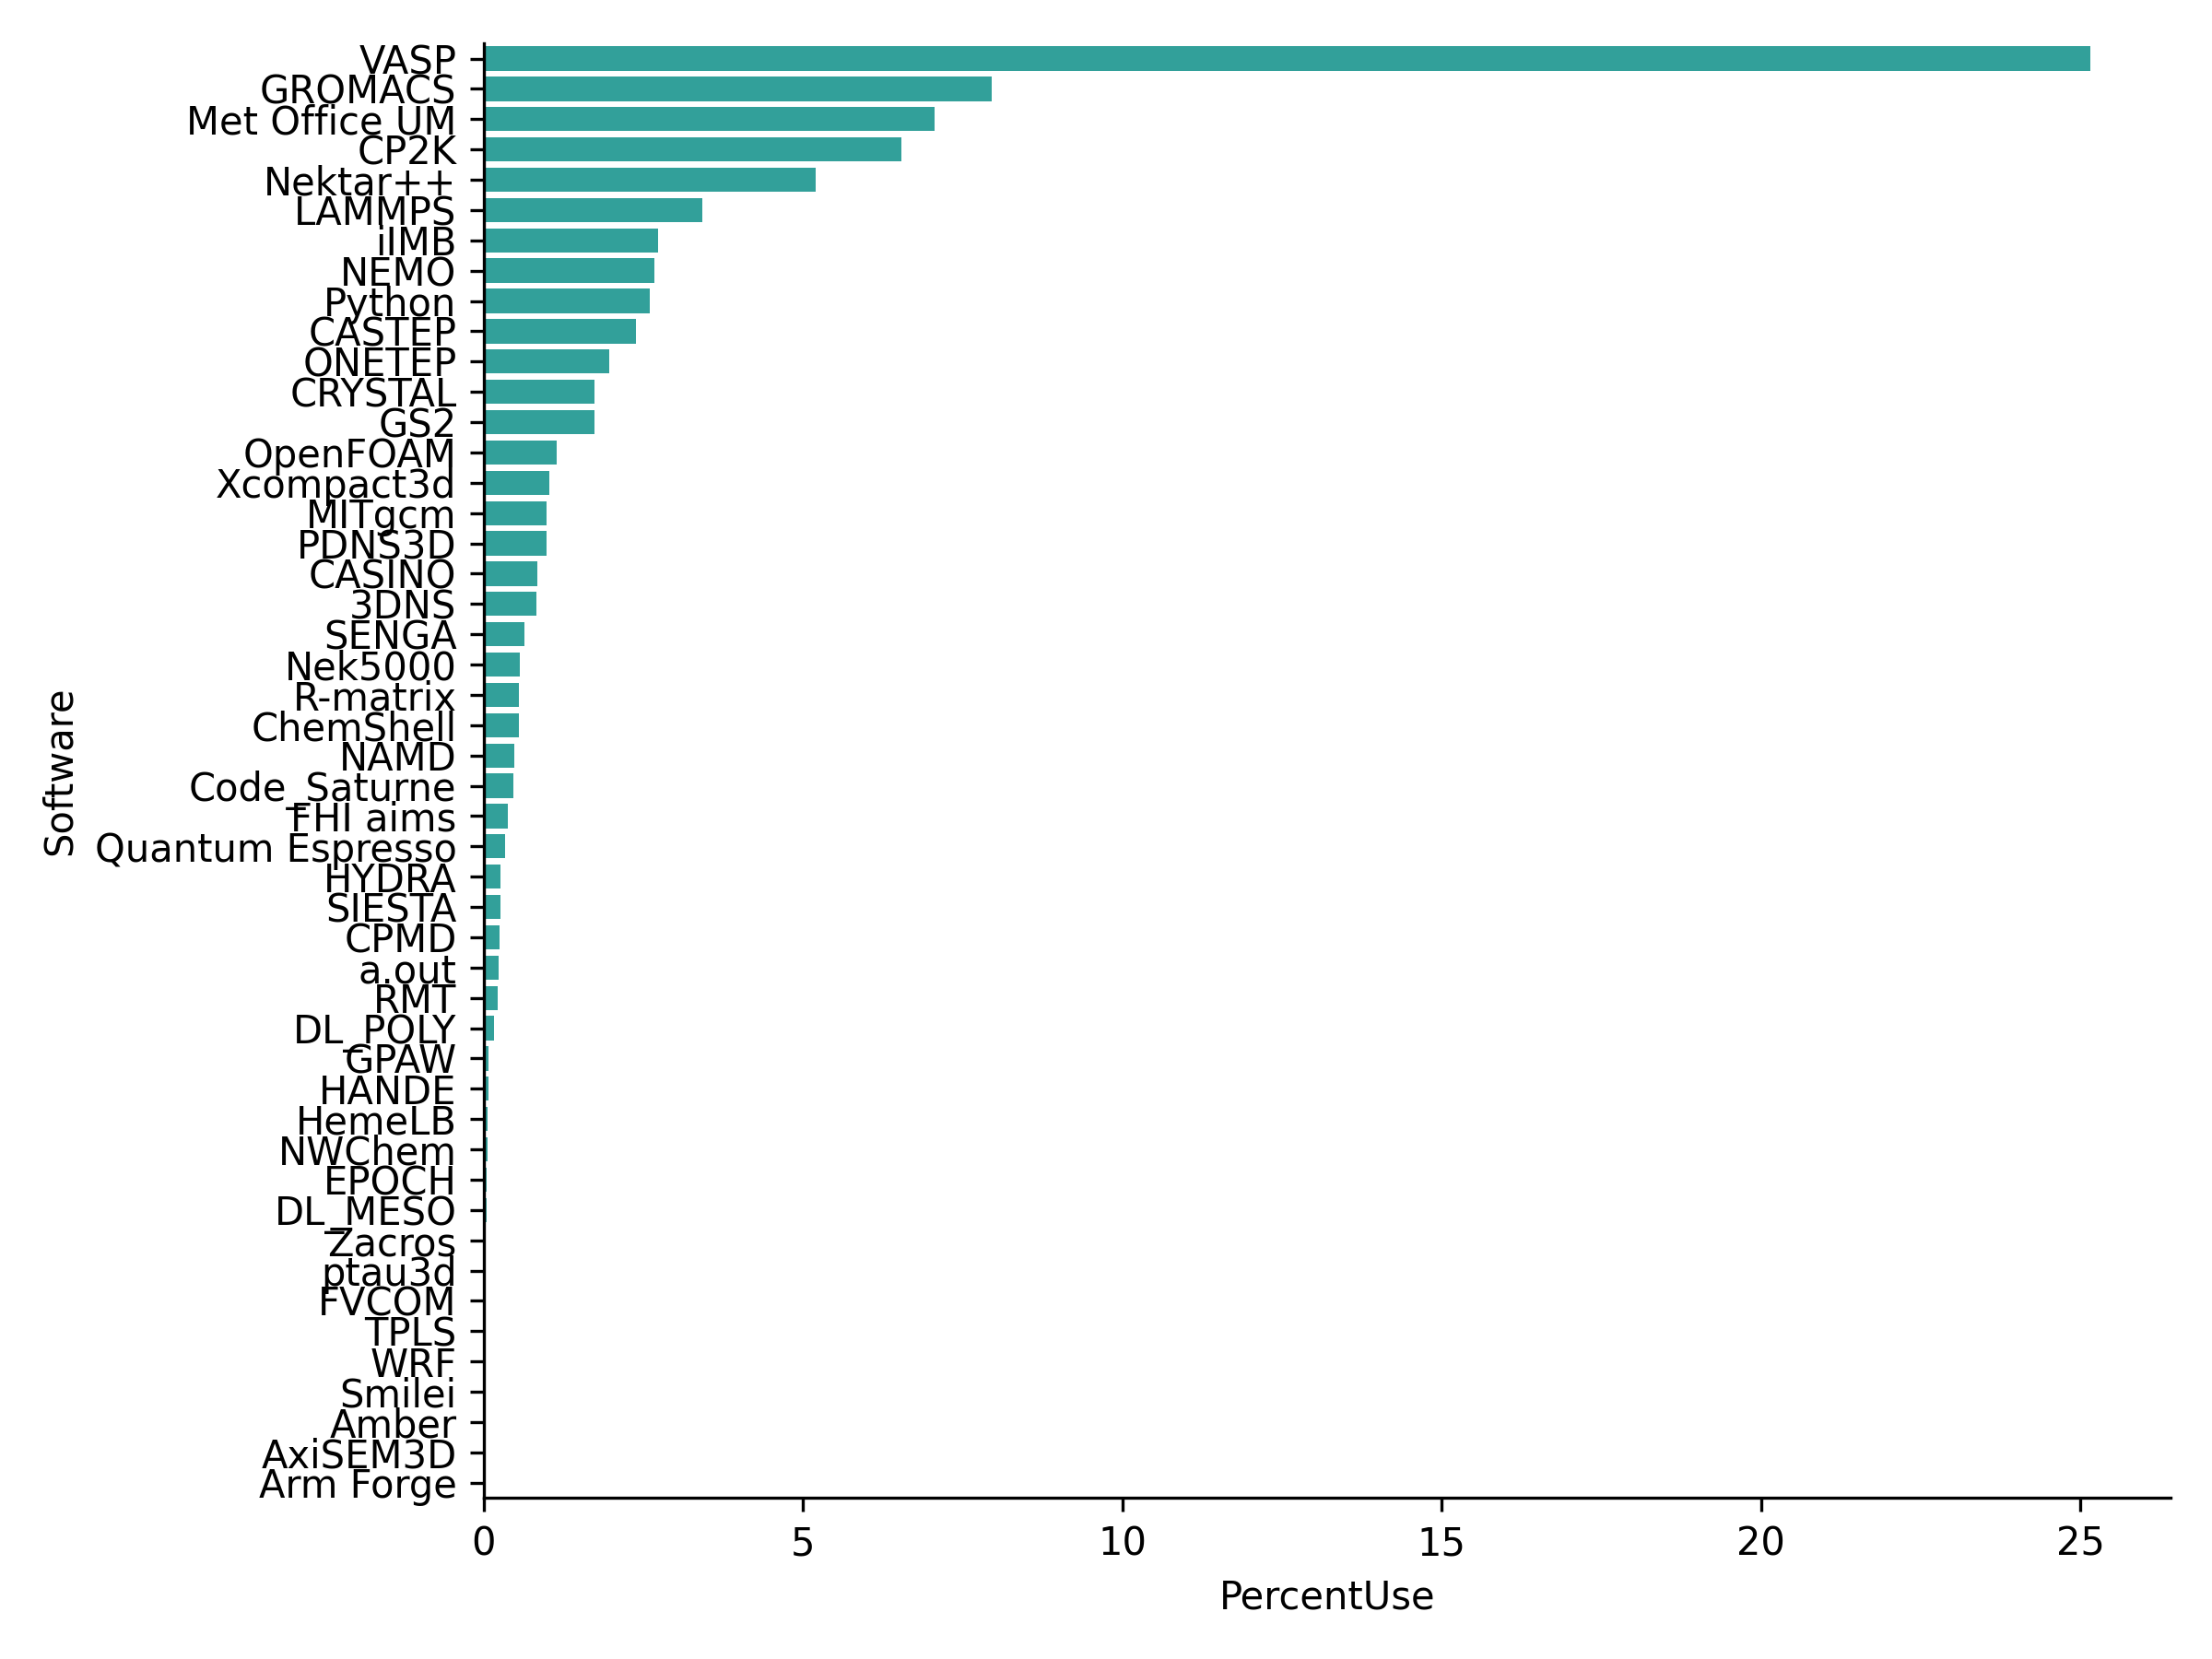 VASP
GROMACS
Met Office UM
CP2K
Nektar++
LAMMPS
iIMB
NEMO
Python
CASTEP
ONETEP
CRYSTAL
GS2
OpenFOAM
Xcompact3d
MITgcm
PDNS3D
CASINO
3DNS
SENGA
Nek5000
R-matrix
ChemShell
NAMD
Code_Saturne
FHI aims
Quantum Espresso
HYDRA
SIESTA
CPMD
a.out
RMT
DL_POLY
GPAW
HANDE
HemeLB
NWChem
EPOCH
DL_MESO
Zacros
ptau3d
FVCOM
TPLS
WRF
Smilei
Amber
AxiSEM3D
Arm Forge
Software
0 5 10 15 20 25
PercentUse